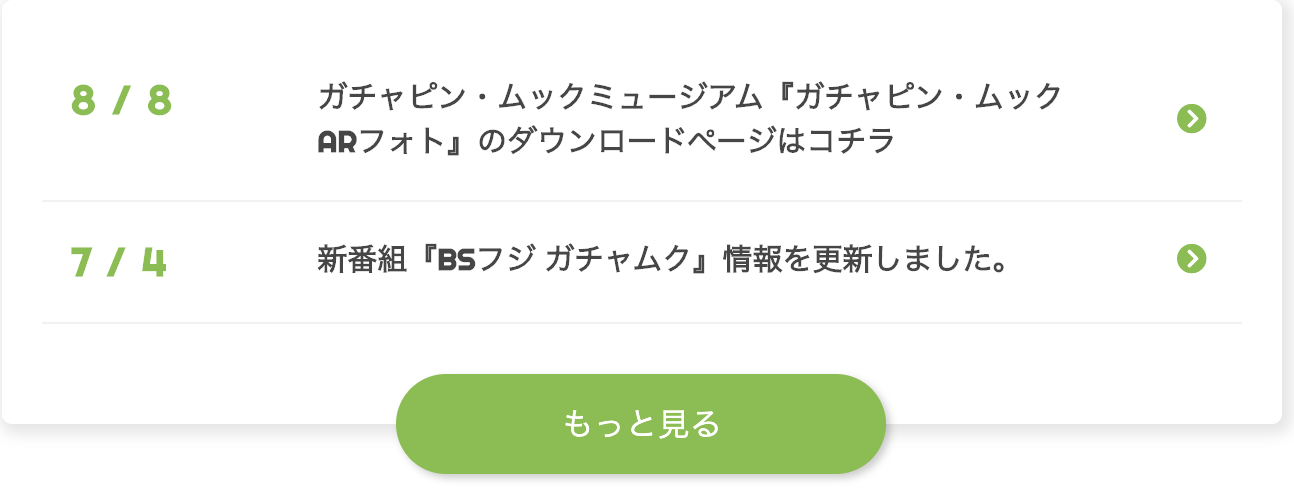 8 / 8
ガチャピン・ムックミュージアム『ガチャピン・ムック
ARフォト』のダウンロードページはコチラ
7 / 4
新番組『BSフジ ガチャムク』情報を更新しました。
もっと見る